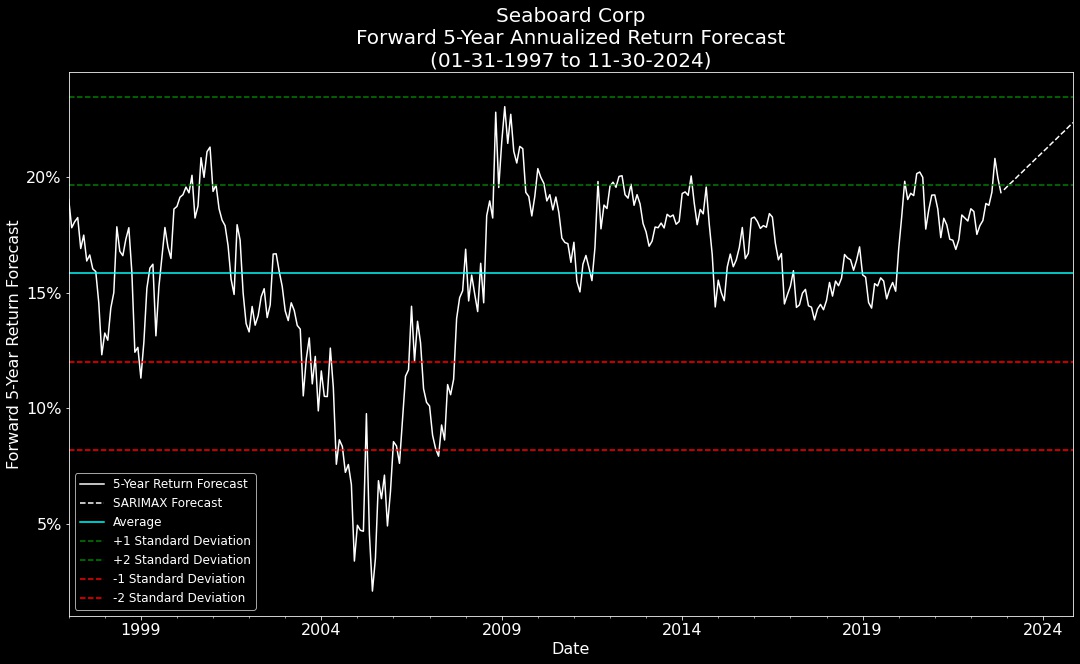 Seaboard Corp
Forward 5-Year Annualized Return Forecast
(01-31-1997 to 11-30-2024)
Forward 5-Year Return Forecast
20%
15%
10%
5%
5-Year Return Forecast
SARIMAX Forecast
Average
+1 Standard Deviation
+2 Standard Deviation
-1 Standard Deviation
-2 Standard Deviation
1999
2004
2009
2014
2019
2024
Date